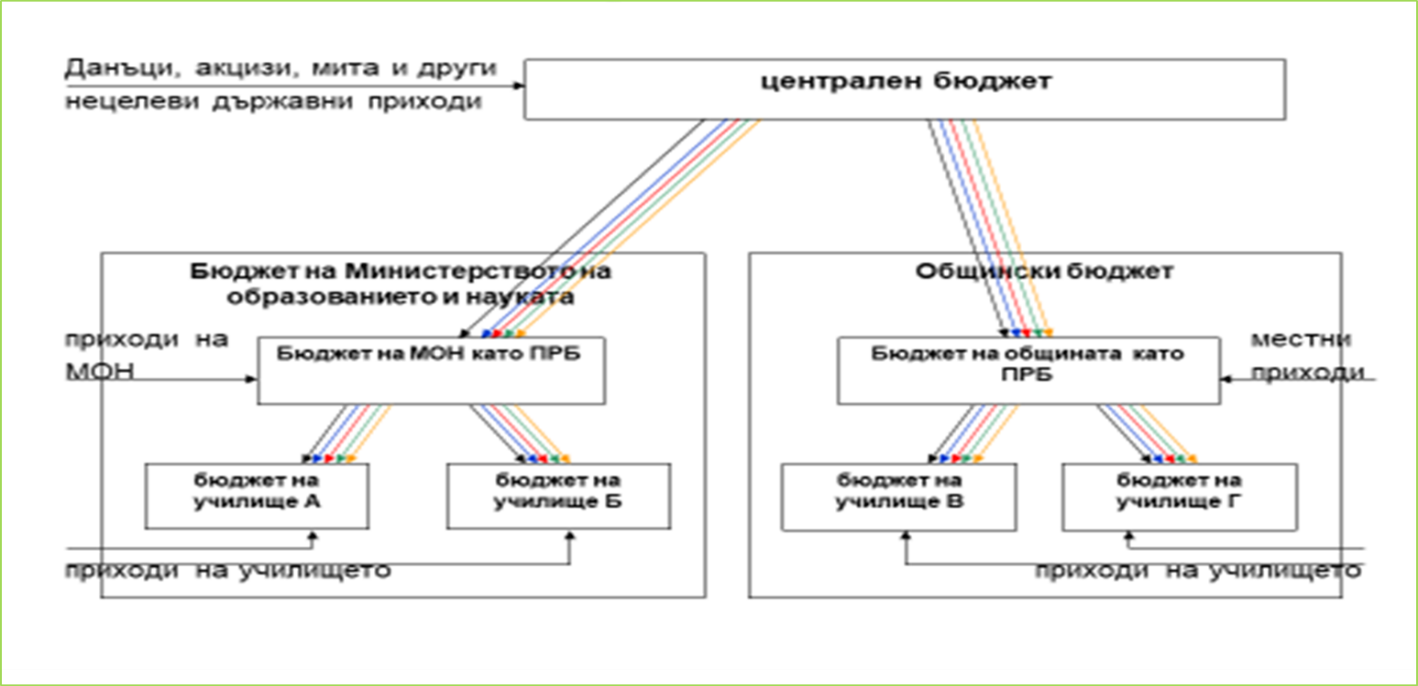 Данъци, акцизи, мита и други
нецелеви държавни приходи
централен бюджет
Бюджет на Министерството на
образованието и науката
приходи на
МОН
Бюджет на МОН като ПРБ
бюджет на
училище А
бюджет на
училище Б
приходи на училището
Общински бюджет
Бюджет на общината като
ПРБ
местни
приходи
бюджет на
училище В
бюджет на
училище Г
приходи на училището